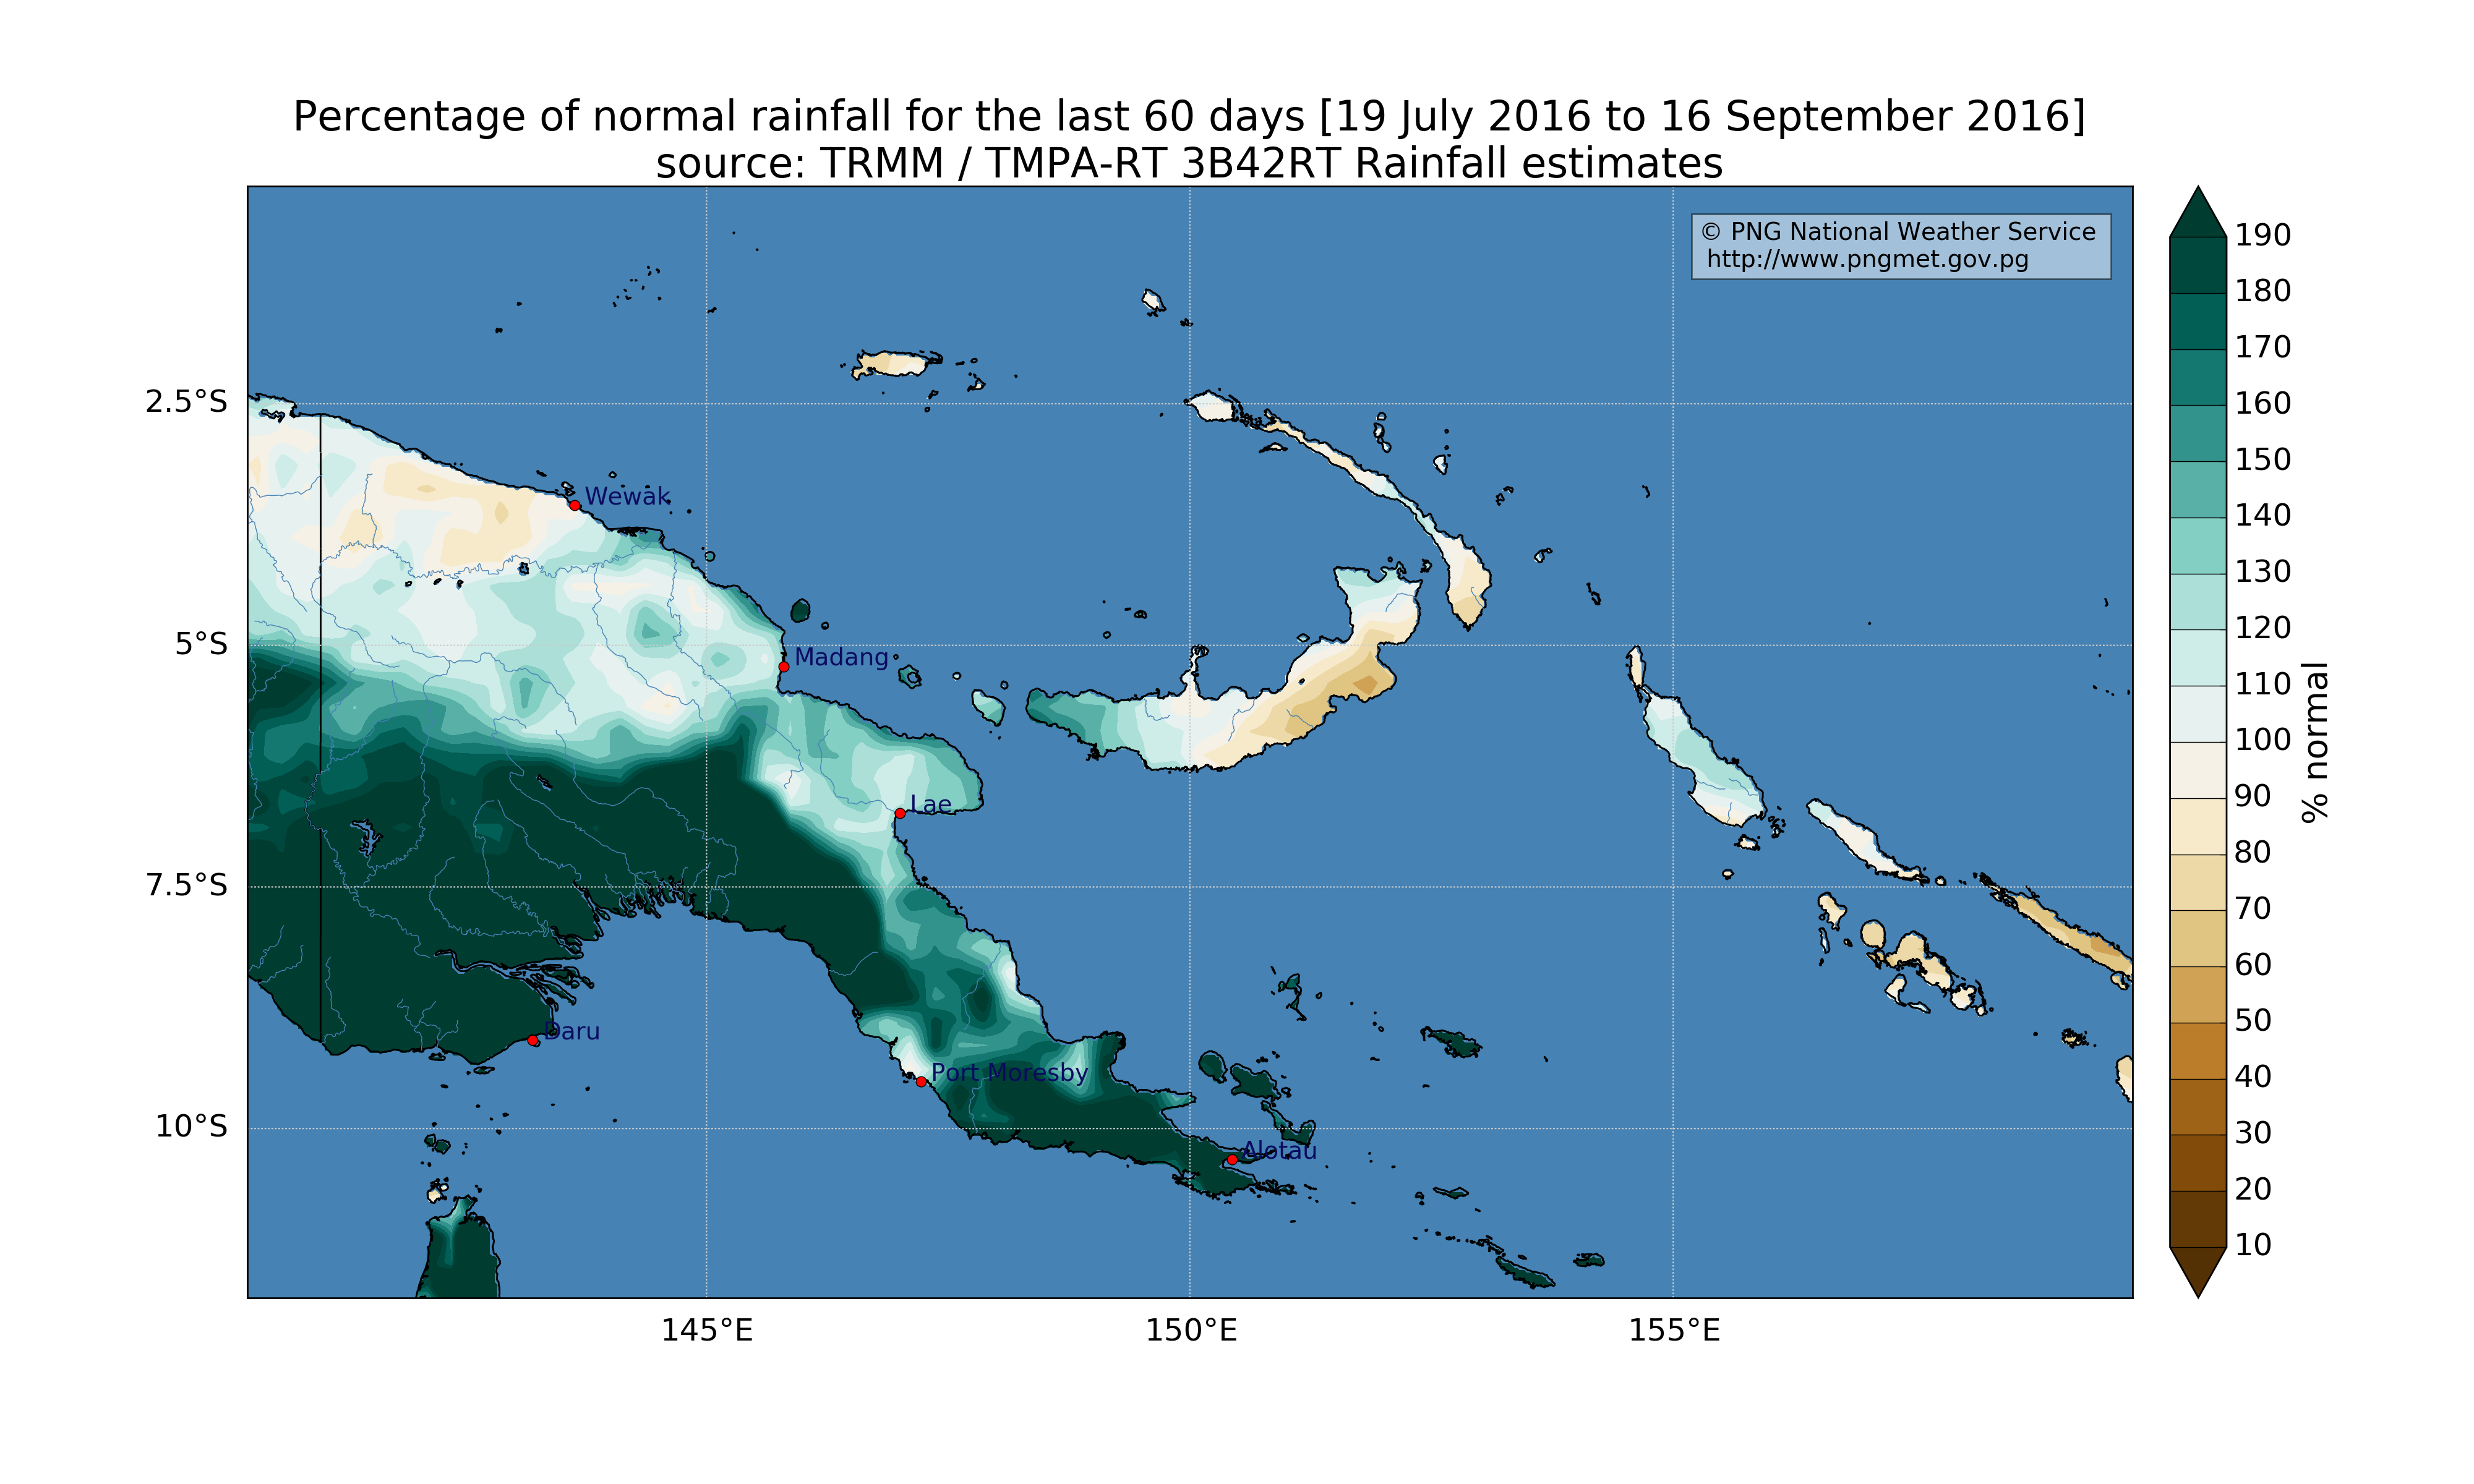 Percentage of normal rainfall for the last 60 days [19 July 2016 to 16 September 2016]
source: TRMM / TMPA-RT 3B42RT Rainfall estimates
© PNG National Weather Service
http://www.pngmet.gov.pg
2.5°S
5°S
7.5°S
10°S
Wewak
Madang
Lae
Daru
Port Moresby
Alotau
145°E
150°E
155°E
190
180
170
160
150
140
130
120
110
100
90
80
70
60
50
40
30
20
10
% normal